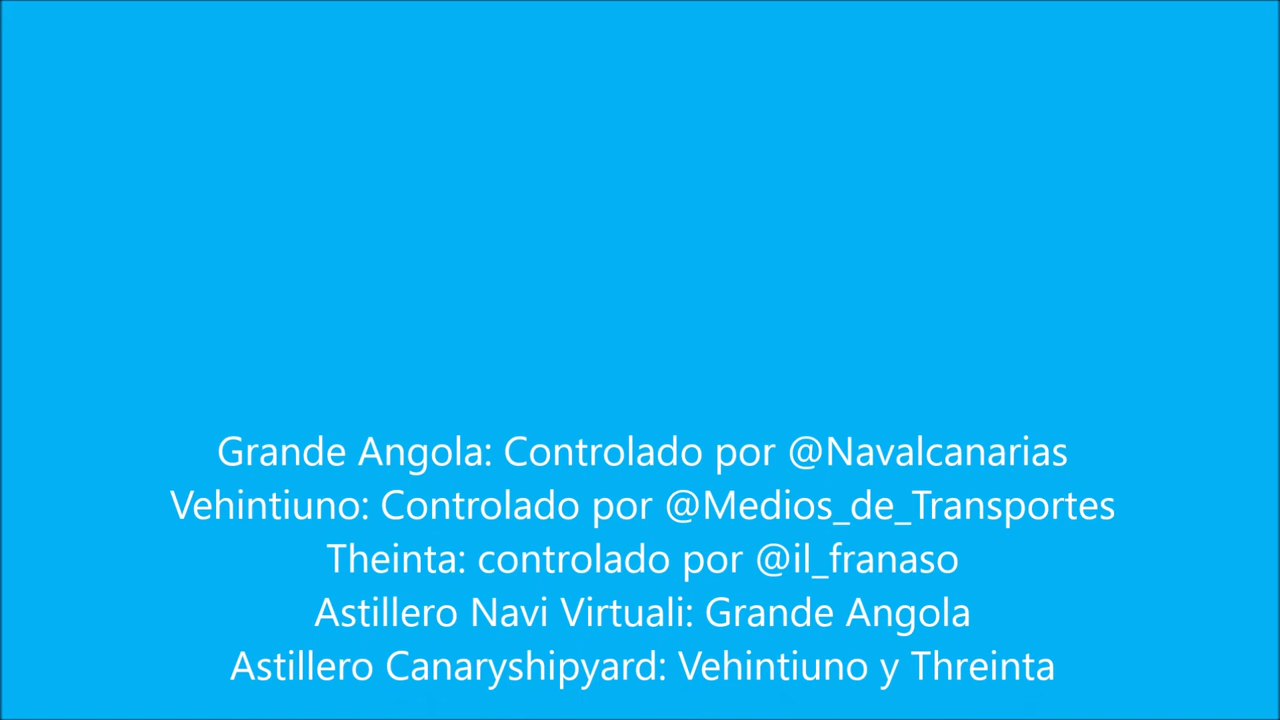 Grande Angola: Controlado por @Navalcanarias
Vehintiuno: Controlado por @Medios_de_Transportes
Theinta: controlado por @il_franaso
Astillero Navi Virtuali: Grande Angola
Astillero Canaryshipyard: Vehintiuno y Threinta